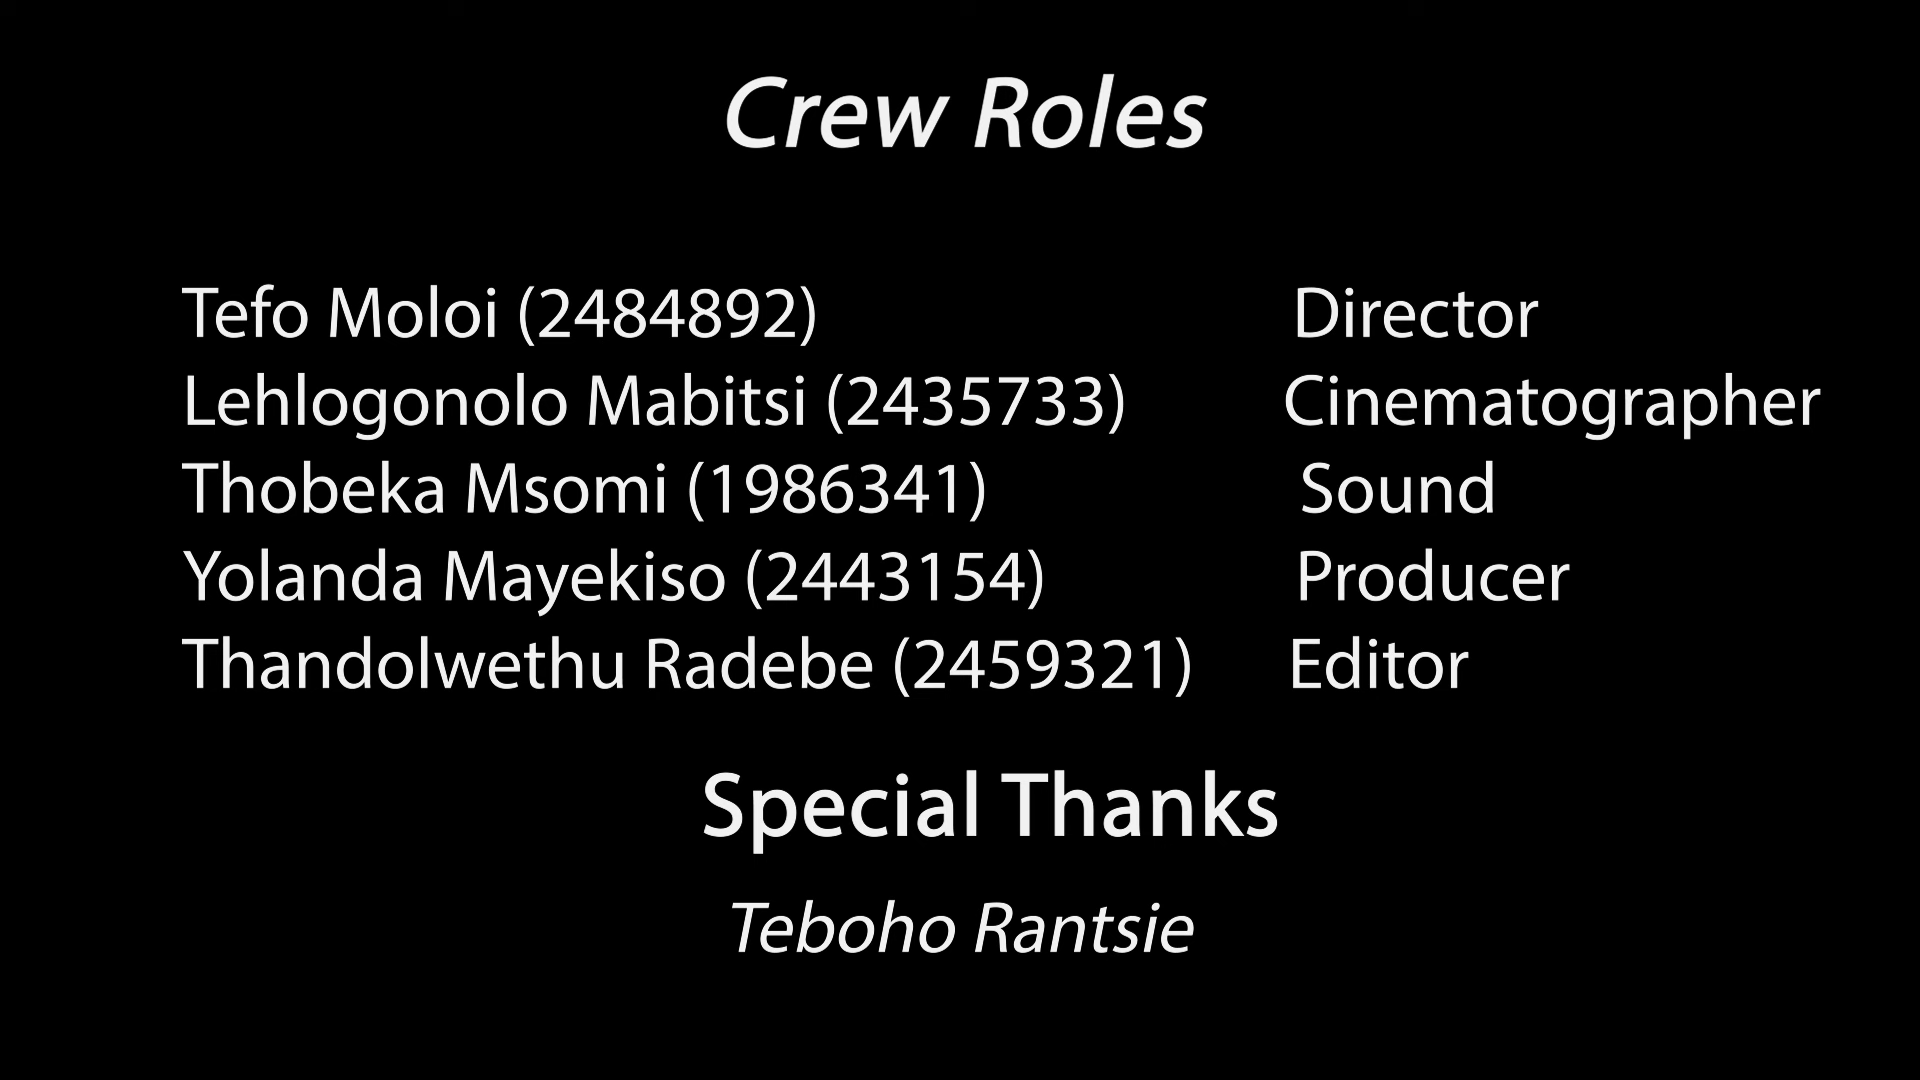 Crew Roles
Tefo Moloi (2484892) Director
Lehlogonolo Mabitsi (2435733) Cinematographer
Thobeka Msomi (1986341) Sound
Yolanda Mayekiso (2443154) Producer
Thandolwethu Radebe (2459321) Editor
Special Thanks
Teboho Rantsie